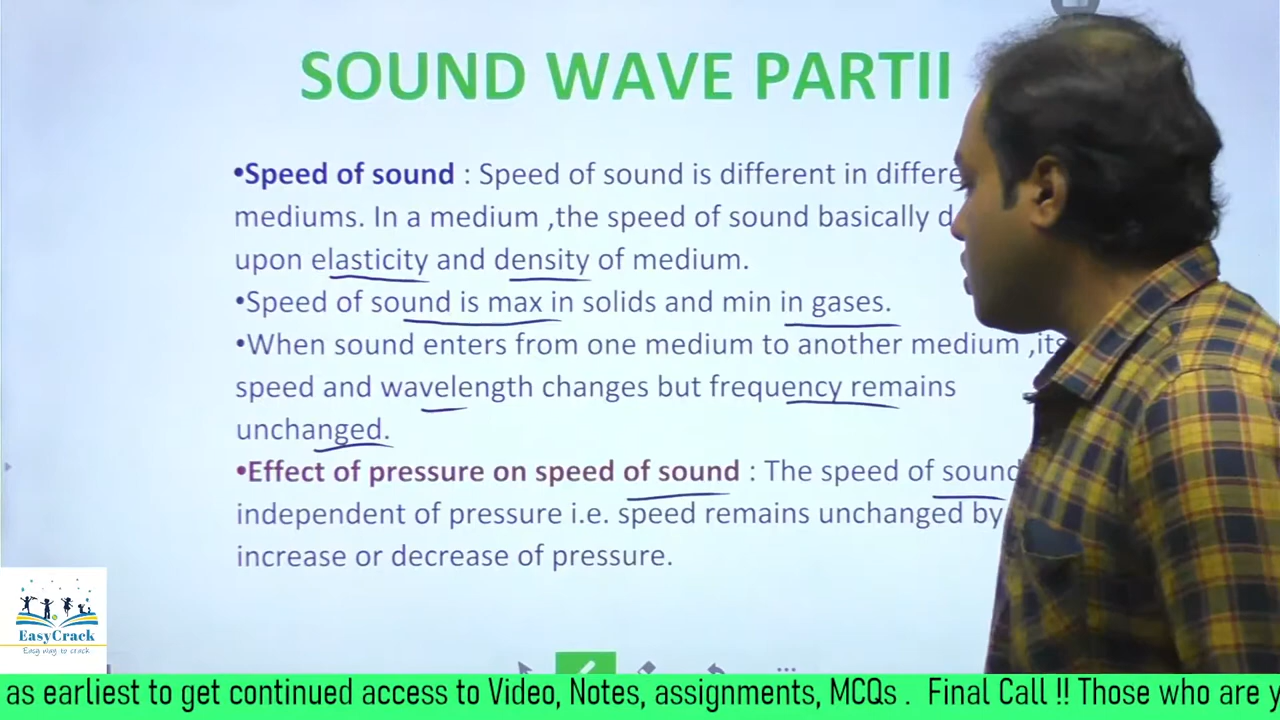 SOUND WAVE PARTII
•Speed of sound : Speed of sound is different in
mediums. In a medium ,the speed of sound basically
upon elasticity and density of medium.
•Speed of sound is max in solids and min in gases.
•When sound enters from one medium to another medium ,its
speed and wavelength changes but frequency remains
unchanged.
•Effect of pressure on speed of sound : The speed of sound
independent of pressure i.e. speed remains unchanged by
increase or decrease of pressure.
EasyCrack
Easy way to crack
as earliest to get continued access to Video, Notes, assignments, MCQs . Final Call !! Those who are